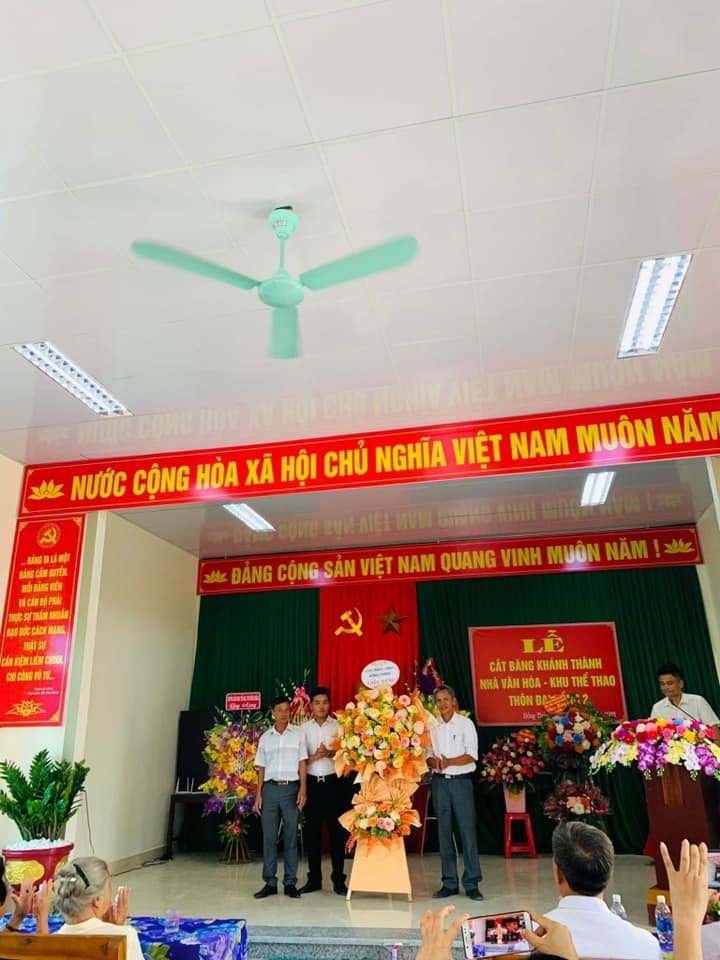 NƯỚC CỘNG HÒA XÃ HỘI CHỦ NGHĨA VIỆT NAM MUÔN NĂM
ĐẢNG CỘNG SẢN VIỆT NAM QUANG VINH MUÔN NĂM !
... ĐẢNG TA LÀ MỘT
ĐẢNG CẦM QUYỀN.
MỖI ĐẢNG VIÊN
VÀ CÁN BỘ PHẢI
THỰC SỰ THẤM NHUẦN
ĐẠO ĐỨC CÁCH MẠNG,
THẬT SỰ
CẦN KIỆM LIÊM CHÍNH,
CHÍ CÔNG VÔ TƯ...
LỄ
CẮT BĂNG KHÁNH THÀNH
NHÀ VĂN HÓA - KHU THỂ THAO
THÔN